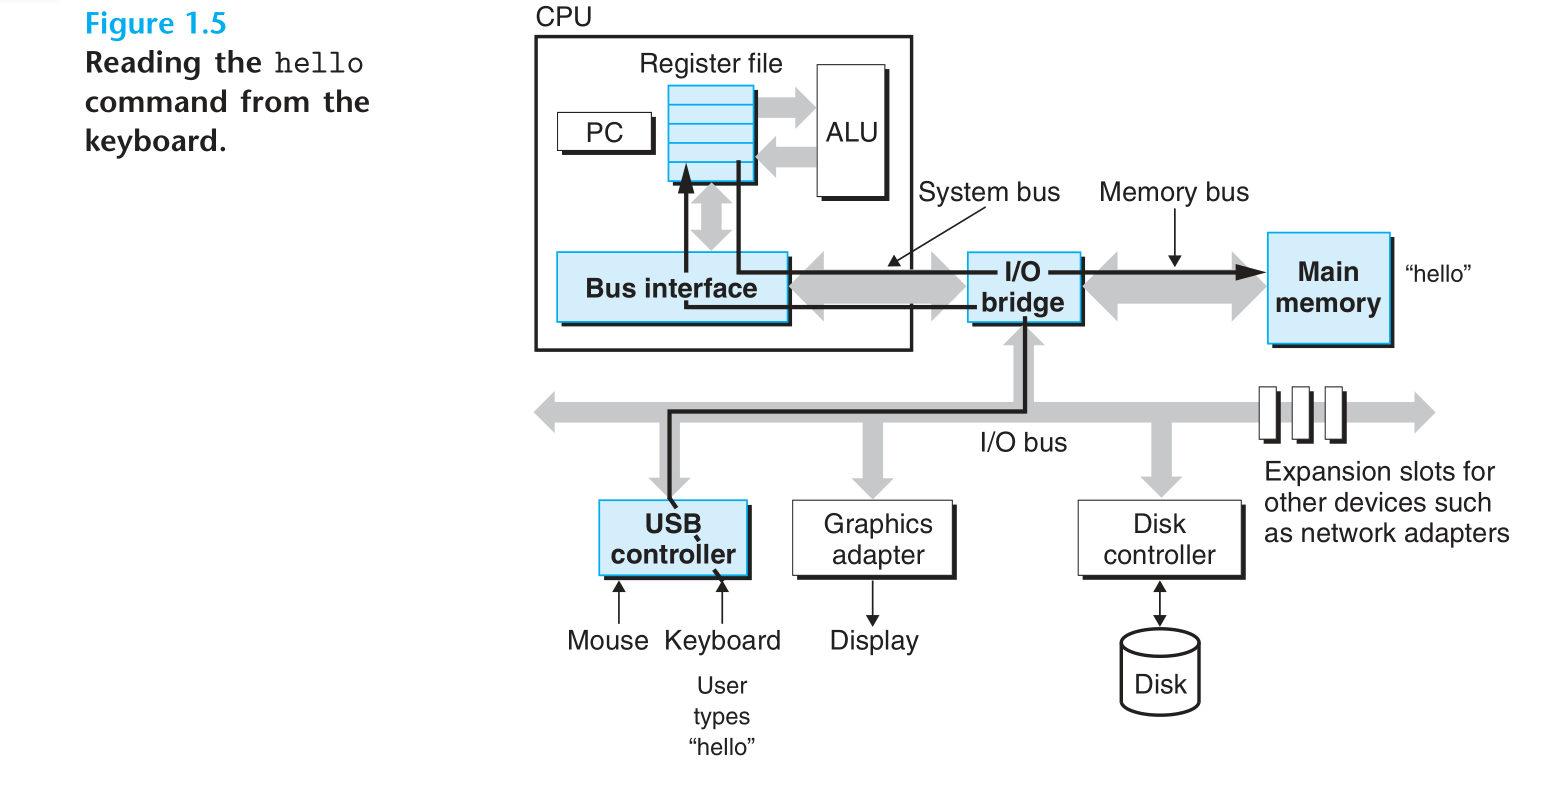 Figure 1.5
Reading the hello
command from the
keyboard.
CPU
Register file
PC
ALU
System bus
Memory bus
Bus interface
I/O
bridge
Main
memory
“hello”
I/O bus
Expansion slots for
other devices such
as network adapters
USB
controller
Graphics
adapter
Disk
controller
Mouse
Keyboard
Display
Disk
User
types
“hello”